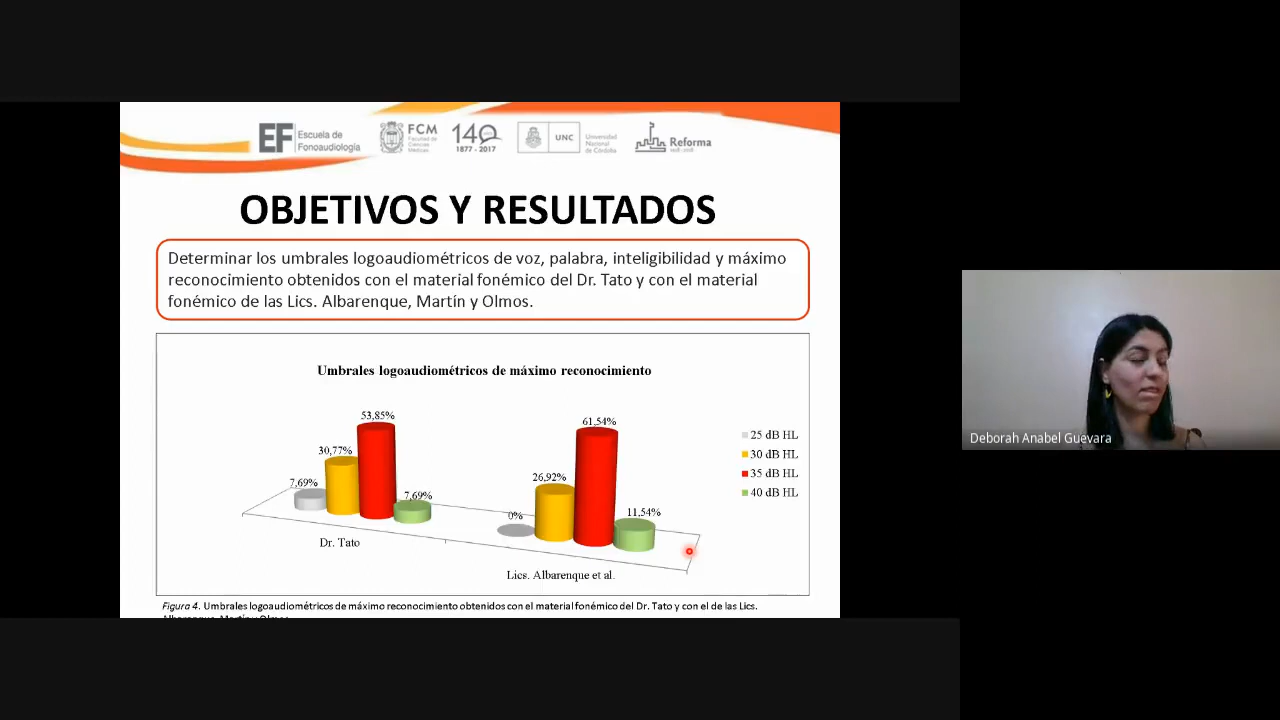 EF Escuela de Fonoaudiología
FCM Facultad de Ciencias Médicas
140
1877 - 2017
UNC Universidad Nacional de Córdoba
Reforma
OBJETIVOS Y RESULTADOS
Determinar los umbrales logoaudiométricos de voz, palabra, inteligibilidad y máximo
reconocimiento obtenidos con el material fonémico del Dr. Tato y con el material
fonémico de las Lics. Albarenque, Martín y Olmos.
Umbrales logoaudiométricos de máximo reconocimiento
7,69%
30,77%
53,85%
7,69%
0%
26,92%
61,54%
11,54%
25 dB HL
30 dB HL
35 dB HL
40 dB HL
Dr. Tato
Lics. Albarenque et al.
Figura 4. Umbrales logoaudiométricos de máximo reconocimiento obtenidos con el material fonémico del Dr. Tato y con el de las Lics.
Deborah Anabel Guevara